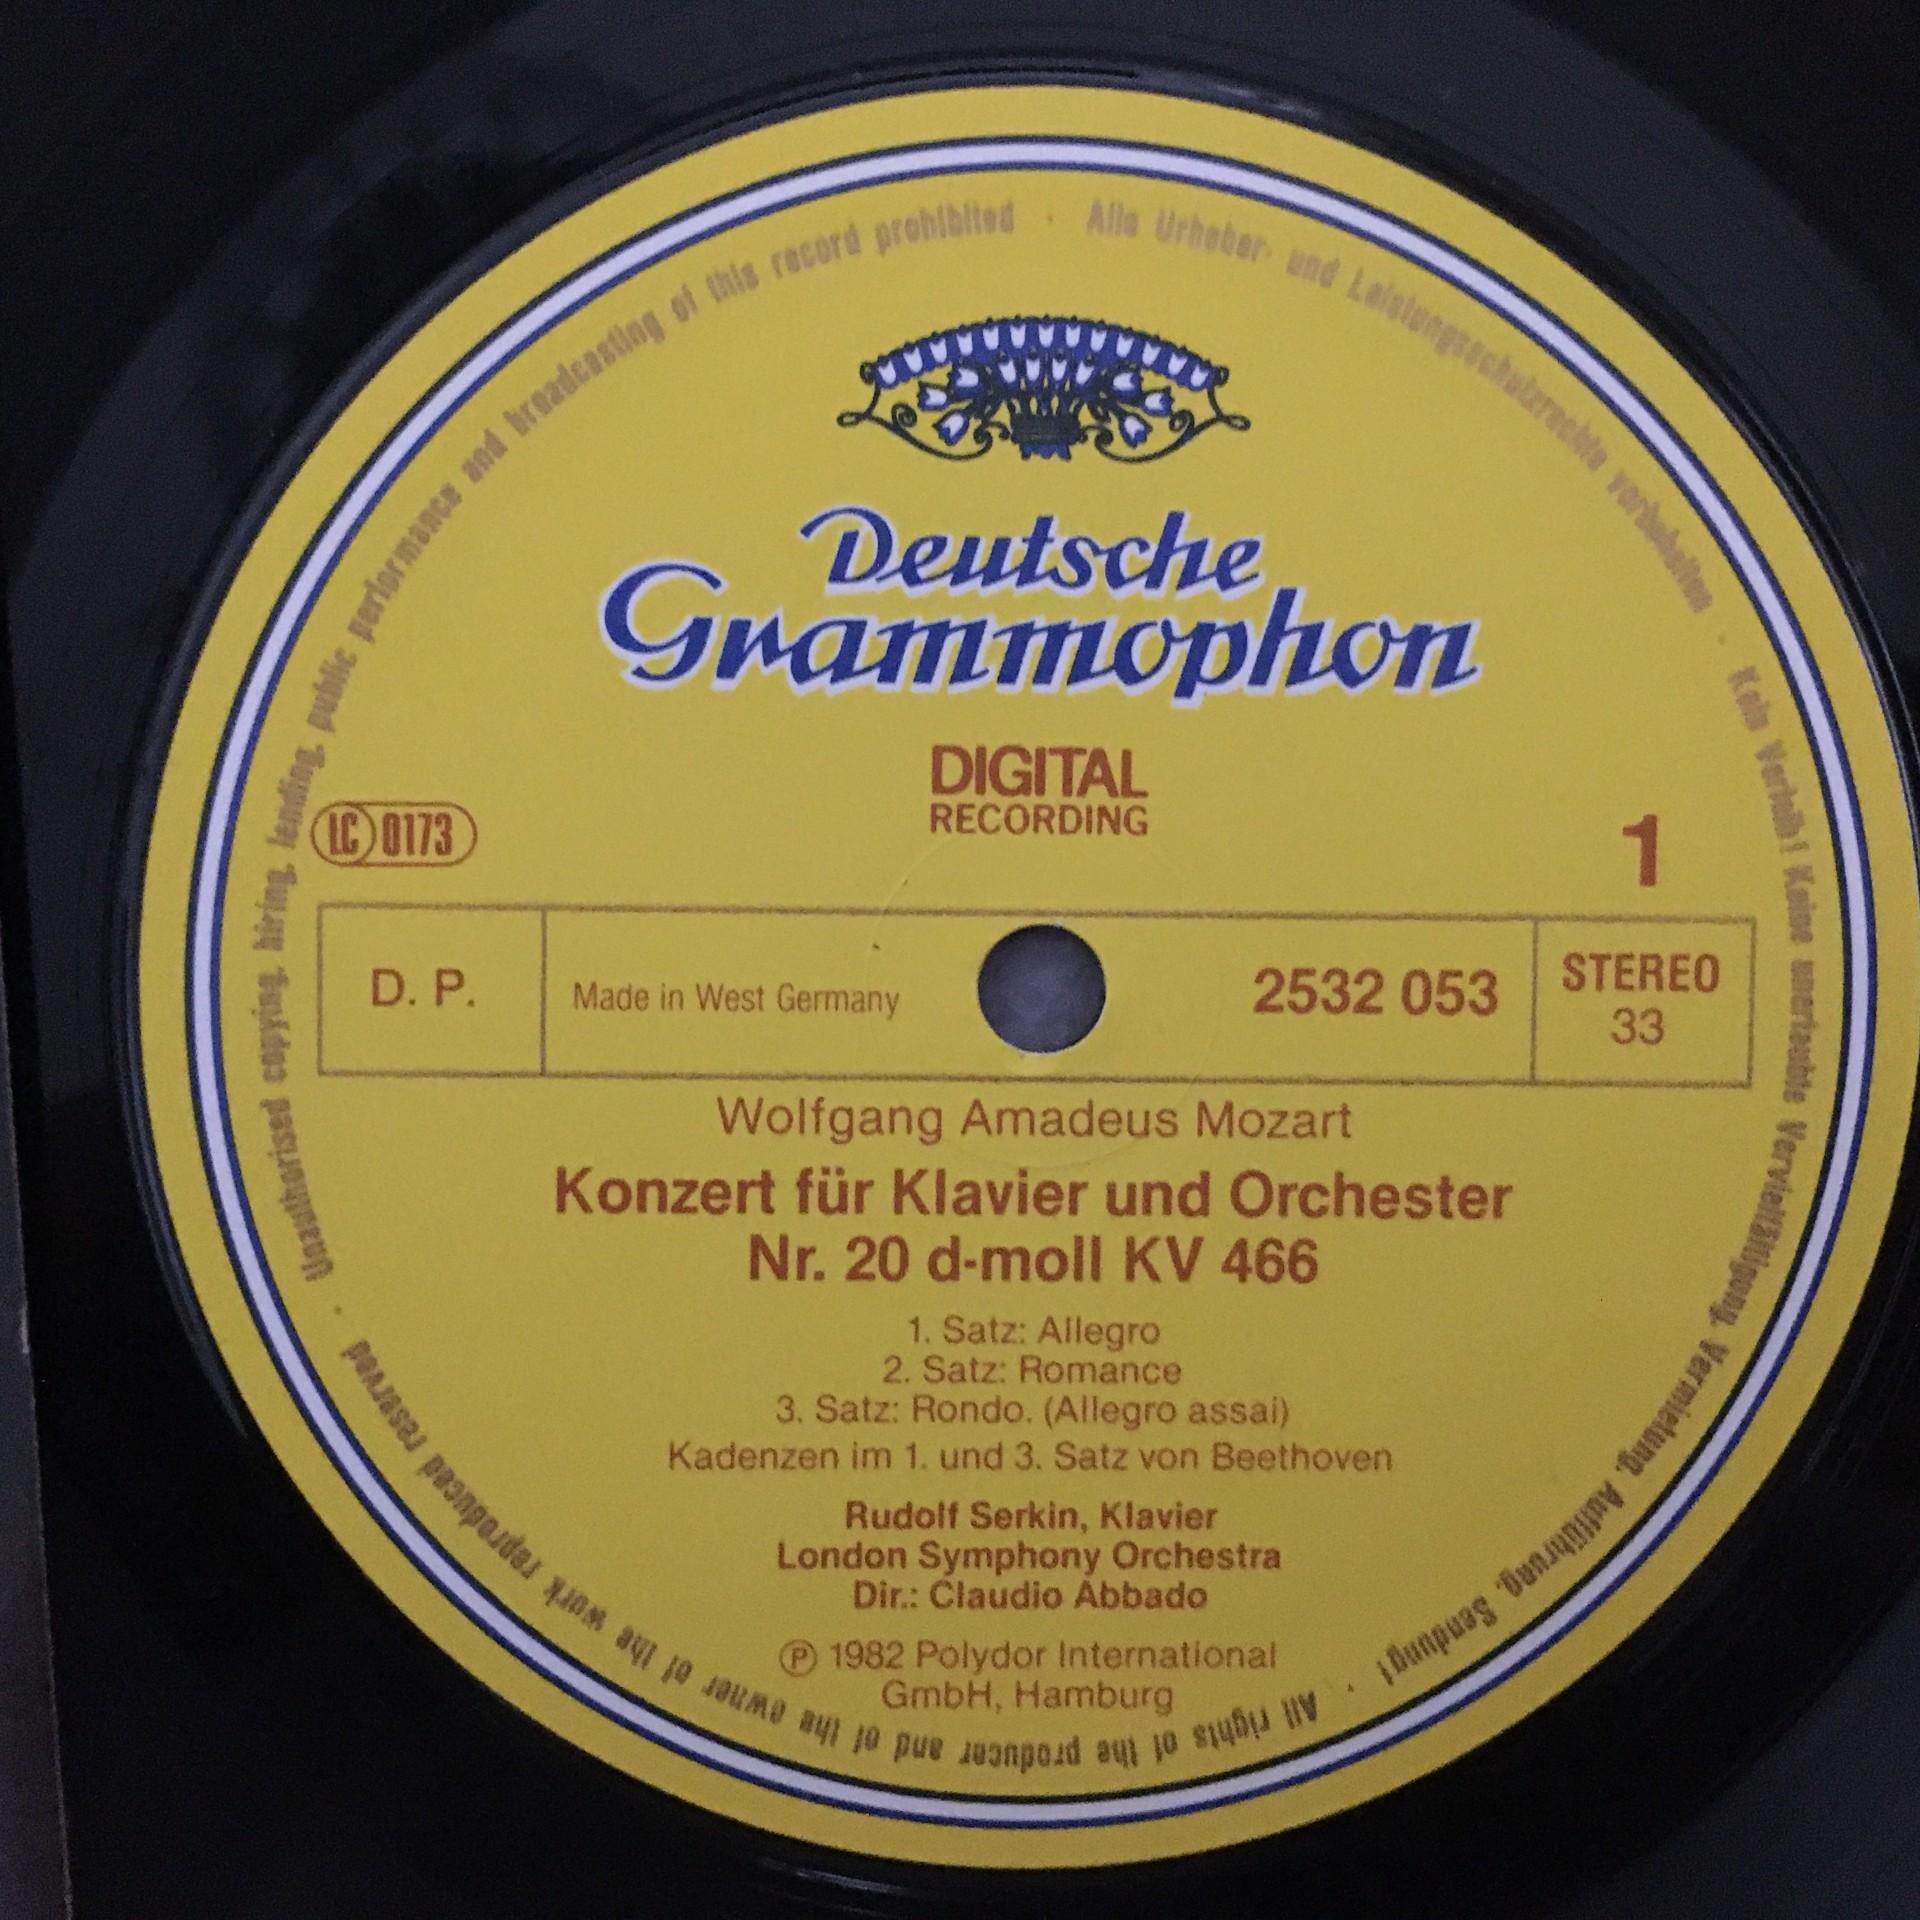 Deutsche
Grammophon
DIGITAL
RECORDING
LC 0173
1
D. P.
Made in West Germany
2532 053
STEREO
33
Wolfgang Amadeus Mozart
Konzert für Klavier und Orchester
Nr. 20 d-moll KV 466
1. Satz: Allegro
2. Satz: Romance
3. Satz: Rondo. (Allegro assai)
Kadenzen im 1. und 3. Satz von Beethoven
Rudolf Serkin, Klavier
London Symphony Orchestra
Dir.: Claudio Abbado
℗ 1982 Polydor International
GmbH, Hamburg
Alle Urheber- und Leistungsschutzrechte vorbehalten · Kein Verleih! Keine unerlaubte Vervielfältigung, Vermietung, Aufführung, Sendung! · All rights of the producer and of the owner of the work reproduced reserved · Unauthorised copying, hiring, lending, public performance and broadcasting of this record prohibited ·